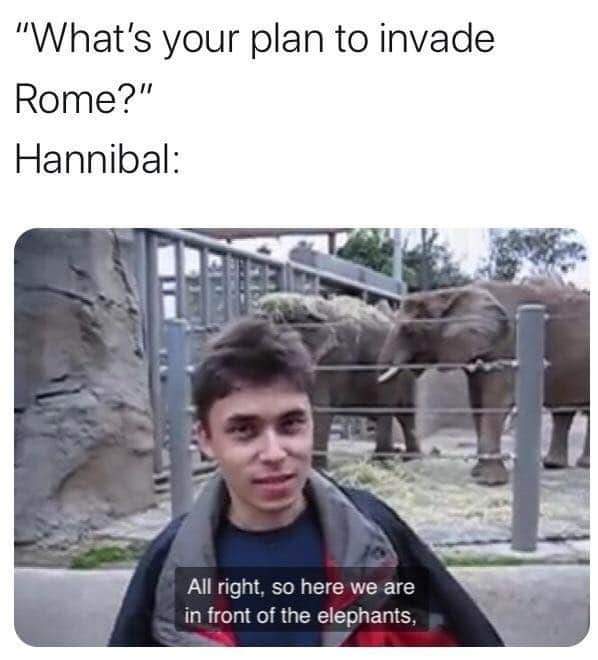 "What's your plan to invade
Rome?"
Hannibal:
All right, so here we are
in front of the elephants,